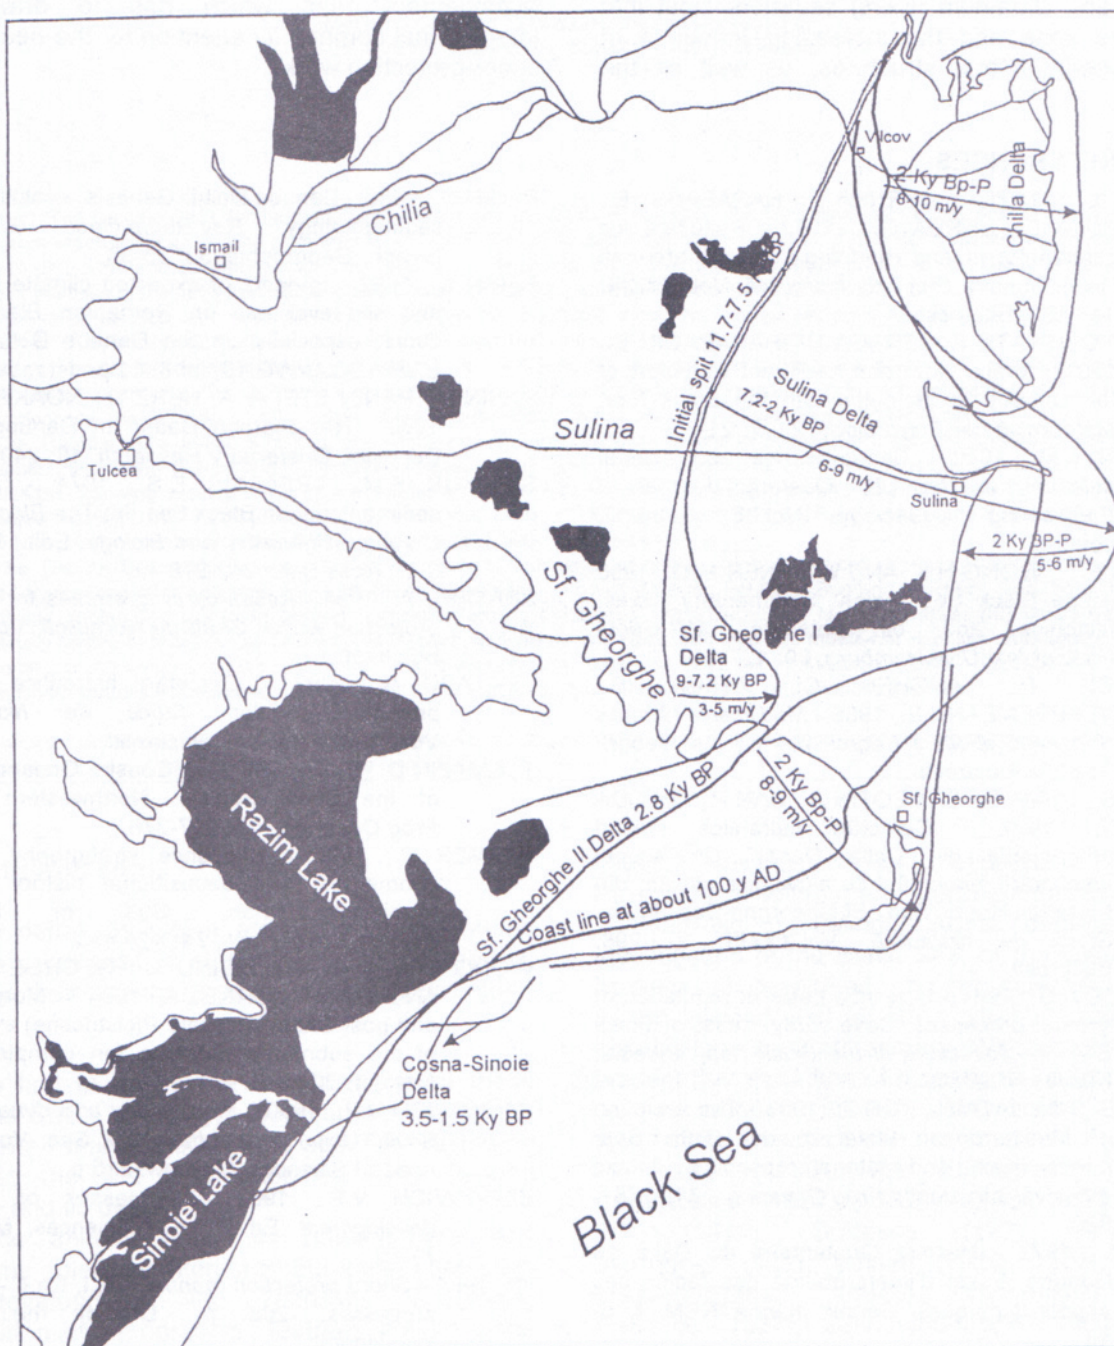 Vilcov
2 Ky Bp-P
8-10 m/y
Chilia Delta
Chilia
Ismail
Initial spit 11.7-7.5 Ky BP
Sulina Delta
7.2-2 Ky BP
6-9 m/y
Sulina
Sulina
Tulcea
2 Ky BP-P
5-6 m/y
Sf. Gheorghe
Sf. Gheorghe I
Delta
9-7.2 Ky BP
3-5 m/y
2 Ky Bp-P
8-9 m/y
Sf. Gheorghe
Razim Lake
Sf. Gheorghe II Delta 2.8 Ky BP
Coast line at about 100 y AD
Cosna-Sinoie
Delta
3.5-1.5 Ky BP
Sinoie Lake
Black Sea